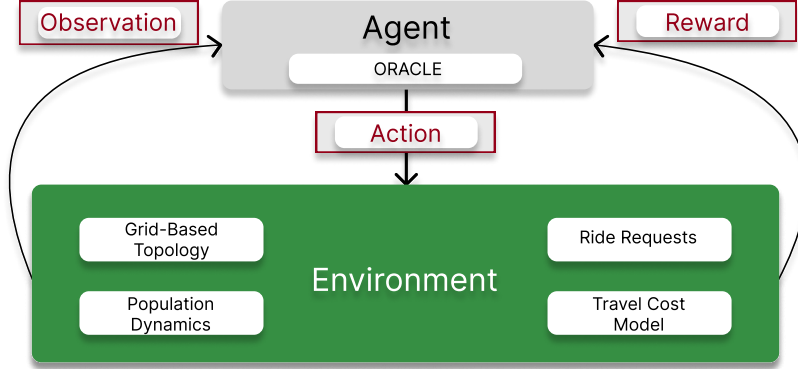 Observation
Agent
Reward
ORACLE
Action
Grid-Based
Topology
Ride Requests
Environment
Population
Dynamics
Travel Cost
Model